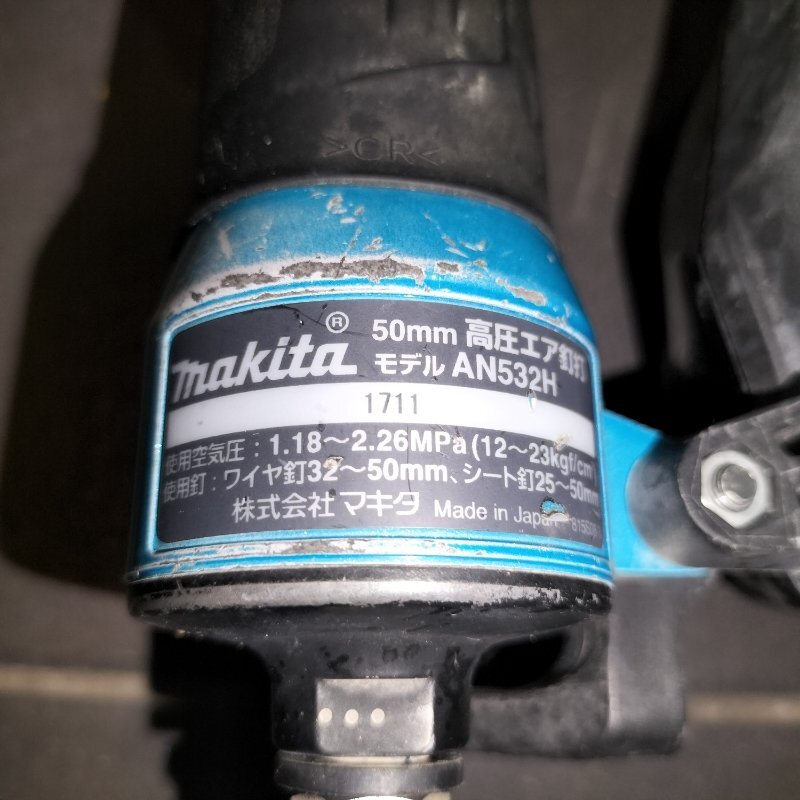 >CR<
makita® 50mm 高圧エア釘打
モデル AN532H
1711
使用空気圧：1.18～2.26MPa(12～23kgf/cm
使用釘：ワイヤ釘32～50mm、シート釘25～50mm
株式会社マキタ Made in Japan